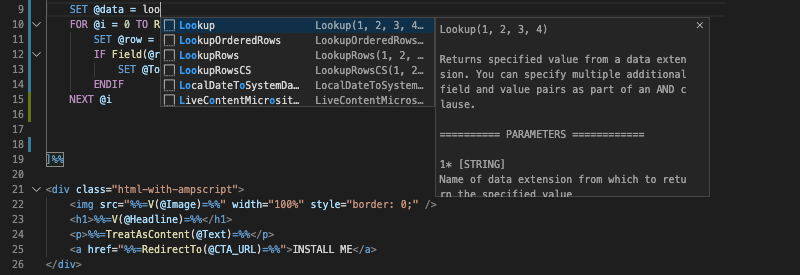 9 SET @data = loo
10 FOR @i = 0 TO R
11 SET @row =
12 IF Field(@r
13 SET @To
14 ENDIF
15 NEXT @i
16
17
18
19 ]%%
20
21 <div class="html-with-ampscript">
22 <img src="%%=V(@Image)=%%" width="100%" style="border: 0;" />
23 <h1>%%=V(@Headline)=%%</h1>
24 <p>%%=TreatAsContent(@Text)=%%</p>
25 <a href="%%=RedirectTo(@CTA_URL)=%%">INSTALL ME</a>
26 </div>
Lookup Lookup(1, 2, 3, 4…
LookupOrderedRows LookupOrderedRows…
LookupRows LookupRows(1, 2, …
LookupRowsCS LookupRowsCS(1, 2…
LocalDateToSystemDa… LocalDateToSystem…
LiveContentMicrosit… LiveContentMicros…
Lookup(1, 2, 3, 4) ×
Returns specified value from a data exten
sion. You can specify multiple additional
field and value pairs as part of an AND c
lause.
========== PARAMETERS ============
1* [STRING]
Name of data extension from which to retu
rn the specified value